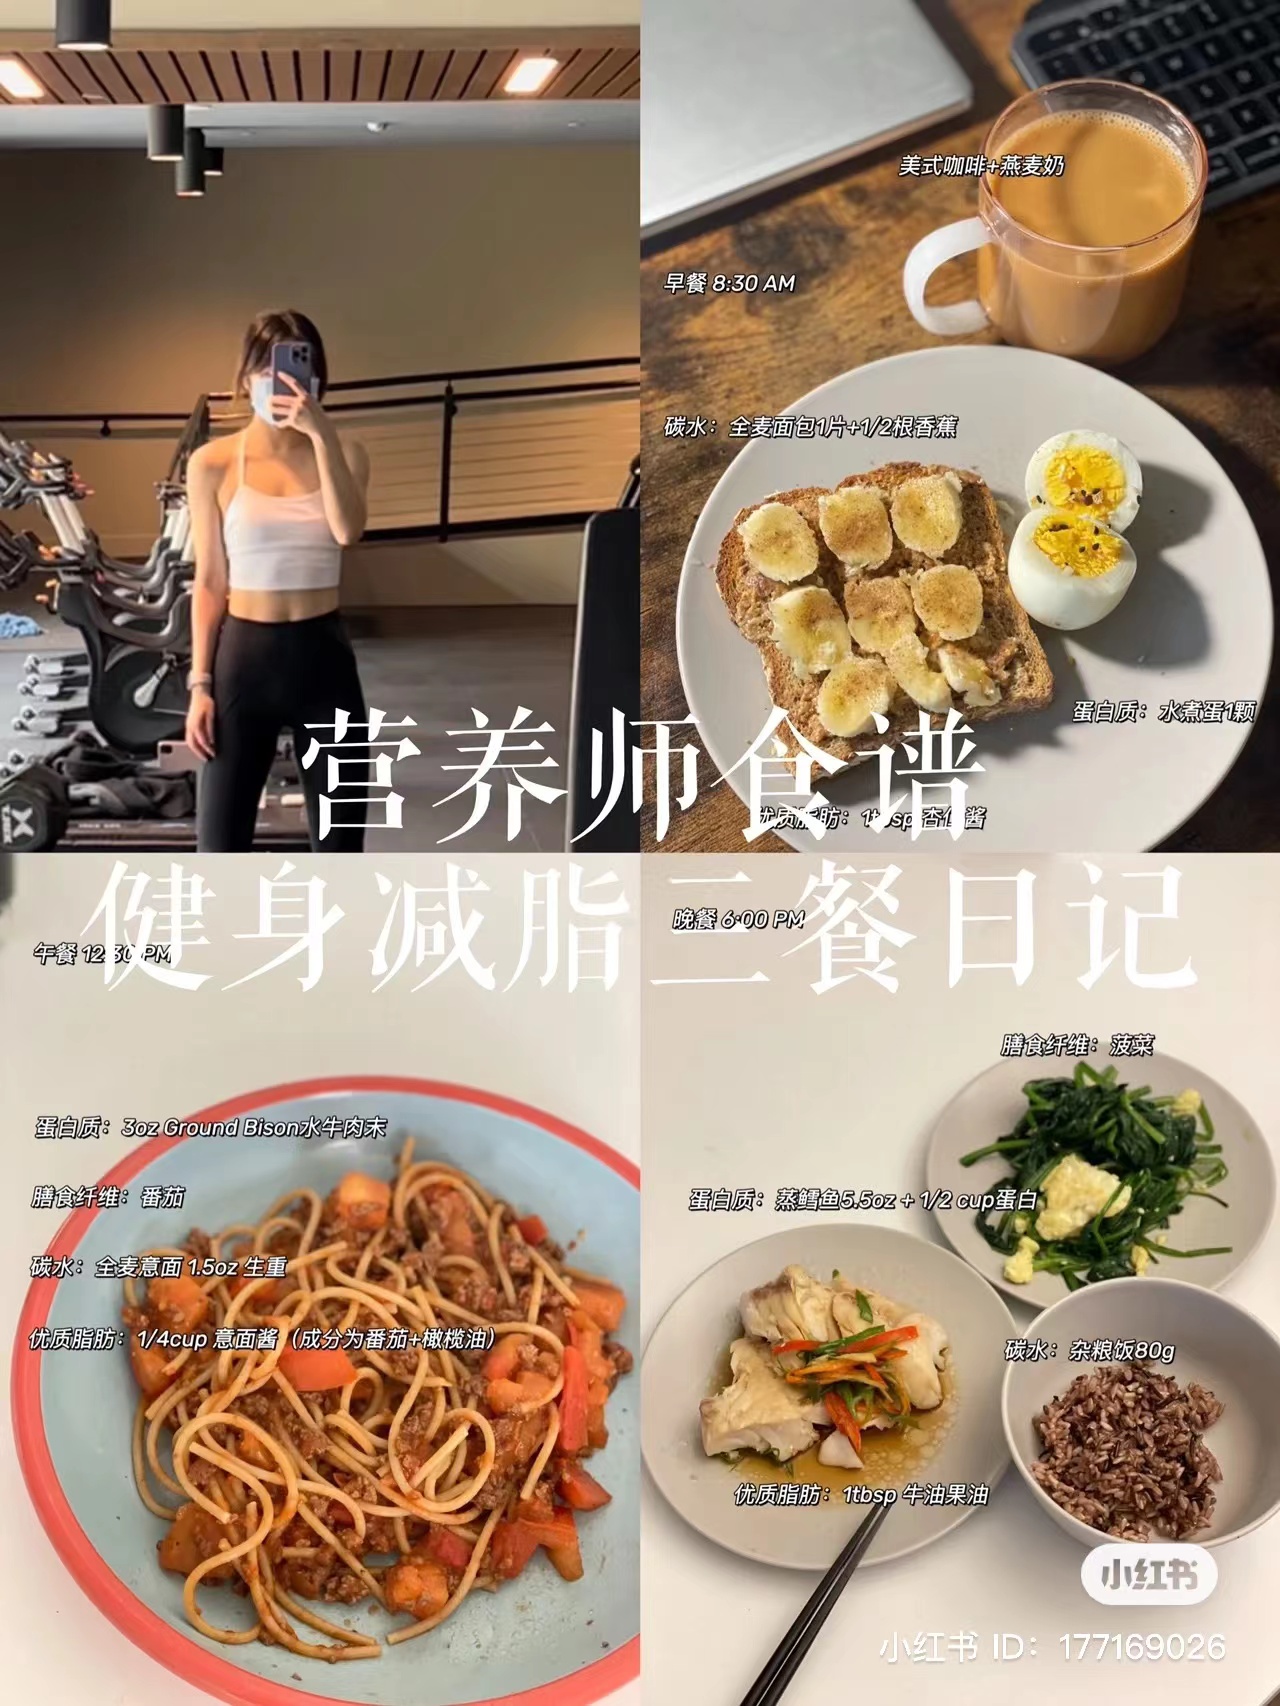 美式咖啡+燕麦奶
早餐 8:30 AM
碳水：全麦面包1片+1/2根香蕉
蛋白质：水煮蛋1颗
优质脂肪：1tbsp 杏仁酱
营养师食谱
健身减脂三餐日记
午餐 12:30 PM
蛋白质：3oz Ground Bison水牛肉末
膳食纤维：番茄
碳水：全麦意面 1.5oz 生重
优质脂肪：1/4cup 意面酱（成分为番茄+橄榄油）
晚餐 6:00 PM
膳食纤维：菠菜
蛋白质：蒸鳕鱼5.5oz + 1/2 cup蛋白
碳水：杂粮饭80g
优质脂肪：1tbsp 牛油果油
小红书
小红书 ID：177169026